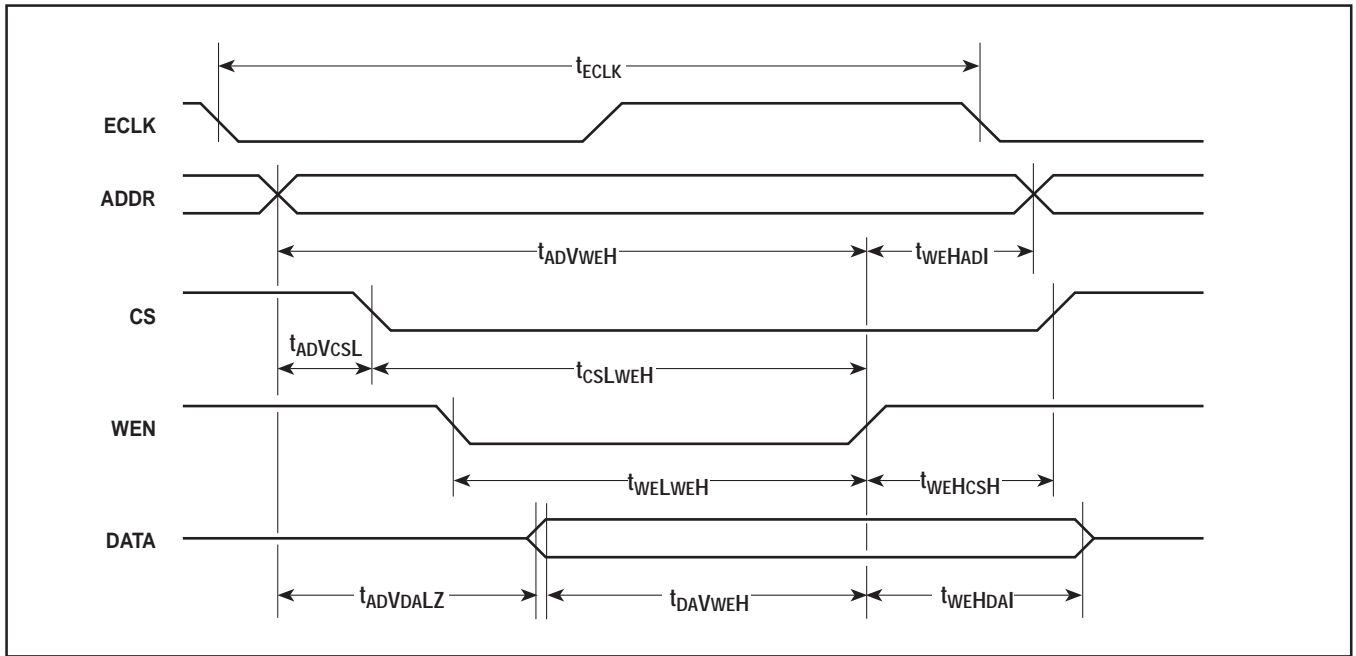 tECLK
ECLK
ADDR
tADVWEH
tWEHADI
CS
tADVCSL
tCSLWEH
WEN
tWELWEH
tWEHCSH
DATA
tADVDALZ
tDAVWEH
tWEHDAI